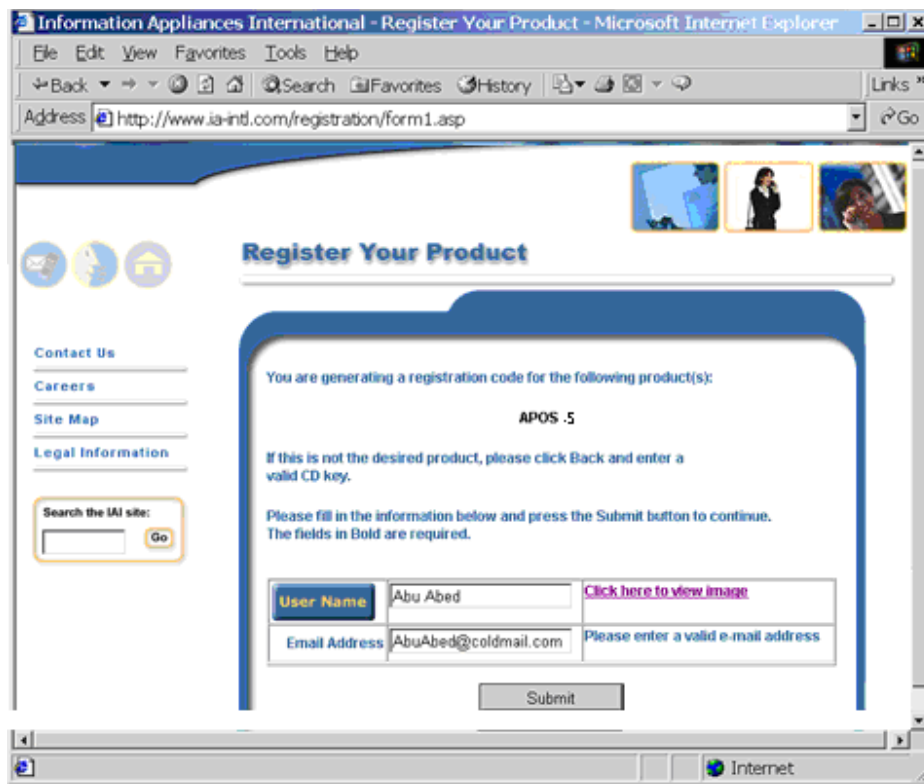 Information Appliances International - Register Your Product - Microsoft Internet Explorer
File Edit View Favorites Tools Help
Back Search Favorites History Links »
Address http://www.ia-intl.com/registration/form1.asp Go
Register Your Product
Contact Us
Careers
Site Map
Legal Information
Search the IAI site:
Go
You are generating a registration code for the following product(s):
APOS .5
If this is not the desired product, please click Back and enter a
valid CD key.
Please fill in the information below and press the Submit button to continue.
The fields in Bold are required.
User Name Abu Abed Click here to view image
Email Address AbuAbed@coldmail.com Please enter a valid e-mail address
Submit
Internet